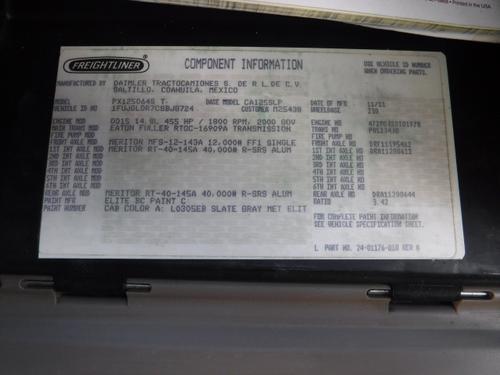 Printed in USA
FREIGHTLINER
COMPONENT INFORMATION
USE VEHICLE ID NUMBER
WHEN ORDERING PARTS
MANUFACTURED BY DAIMLER TRACTOCAMIONES S. DE R L.DE C.V
SALTILLO, COAHUILA, MEXICO
MODEL PX125064S T- BASE MODEL CA125SLP MFD DATE 11/11
VEHICLE ID CUSTOMER WHEELBASE 230
ENGINE MOD DD15 14.8L 455 HP / 1800 RPM, 2000 GOV ENGINE NO
MAIN TRANS MOD EATON FULLER RTOC-16909A TRANSMISSION MAIN TRANS NO
FIRE PUMP MOD FIRE PUMP NO
FRONT AXLE MOD MERITOR MFS-12-143A 12,000# FF1 SINGLE FRONT AXLE NO
1ST INT AXLE MOD MERITOR RT-40-145A 40,000# R-SRS ALUM 1ST INT AXLE NO
2ND INT AXLE MOD 2ND INT AXLE NO
3RD INT AXLE MOD 3RD INT AXLE NO
4TH INT AXLE MOD 4TH INT AXLE NO
5TH INT AXLE MOD 5TH INT AXLE NO
6TH INT AXLE MOD 6TH INT AXLE NO
REAR AXLE MOD MERITOR RT-40-145A 40,000# R-SRS ALUM REAR AXLE NO
PAINT MFR ELITE BC PAINT C RATIO 3.42
PAINT NUMBER CAB COLOR A: L0305EB SLATE GRAY MET ELIT
FOR COMPLETE PAINT INFORMATION
SEE VEHICLE SPECIFICATION SHEET.
L PART NO. 24-01176-010 REV B